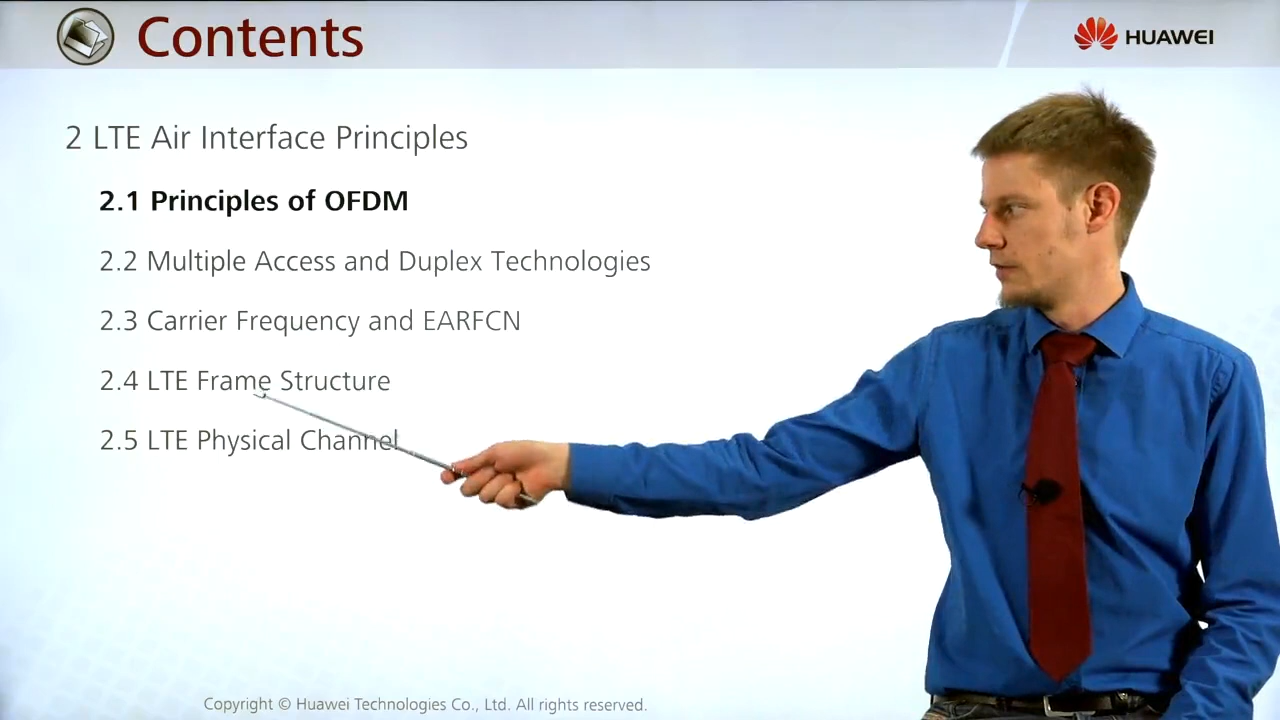 Contents
HUAWEI
2 LTE Air Interface Principles
2.1 Principles of OFDM
2.2 Multiple Access and Duplex Technologies
2.3 Carrier Frequency and EARFCN
2.4 LTE Frame Structure
2.5 LTE Physical Channel
Copyright © Huawei Technologies Co., Ltd. All rights reserved.